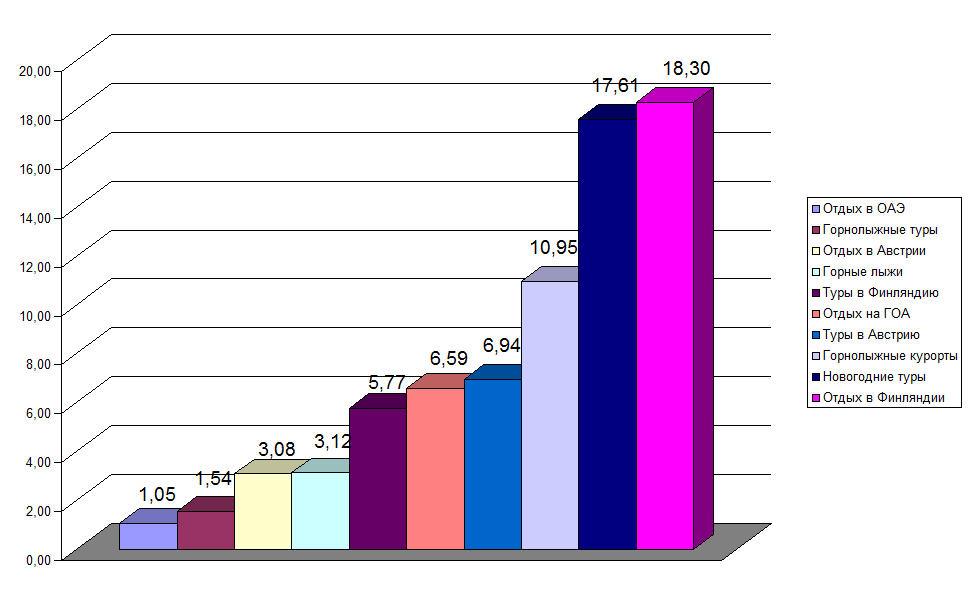 20,00
18,00
16,00
14,00
12,00
10,00
8,00
6,00
4,00
2,00
0,00
1,05
1,54
3,08
3,12
5,77
6,59
6,94
10,95
17,61
18,30
Отдых в ОАЭ
Горнолыжные туры
Отдых в Австрии
Горные лыжи
Туры в Финляндию
Отдых на ГОА
Туры в Австрию
Горнолыжные курорты
Новогодние туры
Отдых в Финляндии